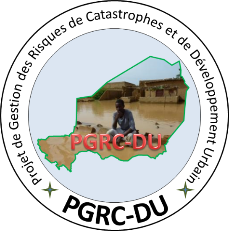 Projet de Gestion des Risques de Catastrophes et de Développement Urbain
PGRC-DU
PGRC-DU